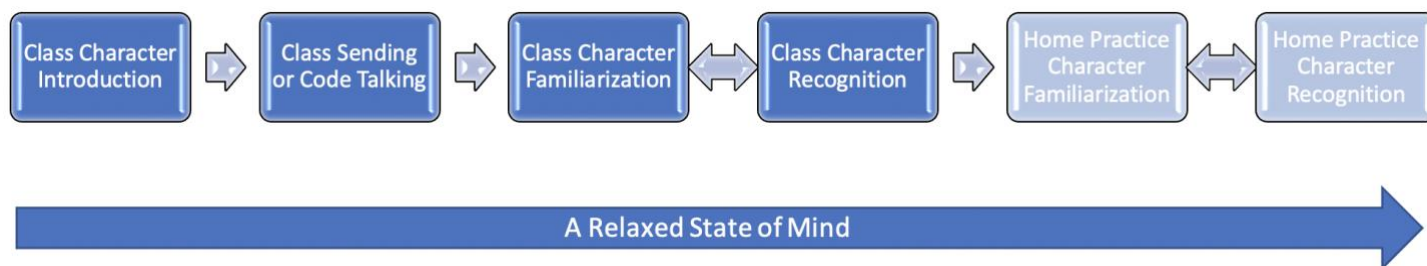 Class Character
Introduction
Class Sending
or Code Talking
Class Character
Familiarization
Class Character
Recognition
Home Practice
Character
Familiarization
Home Practice
Character
Recognition
A Relaxed State of Mind